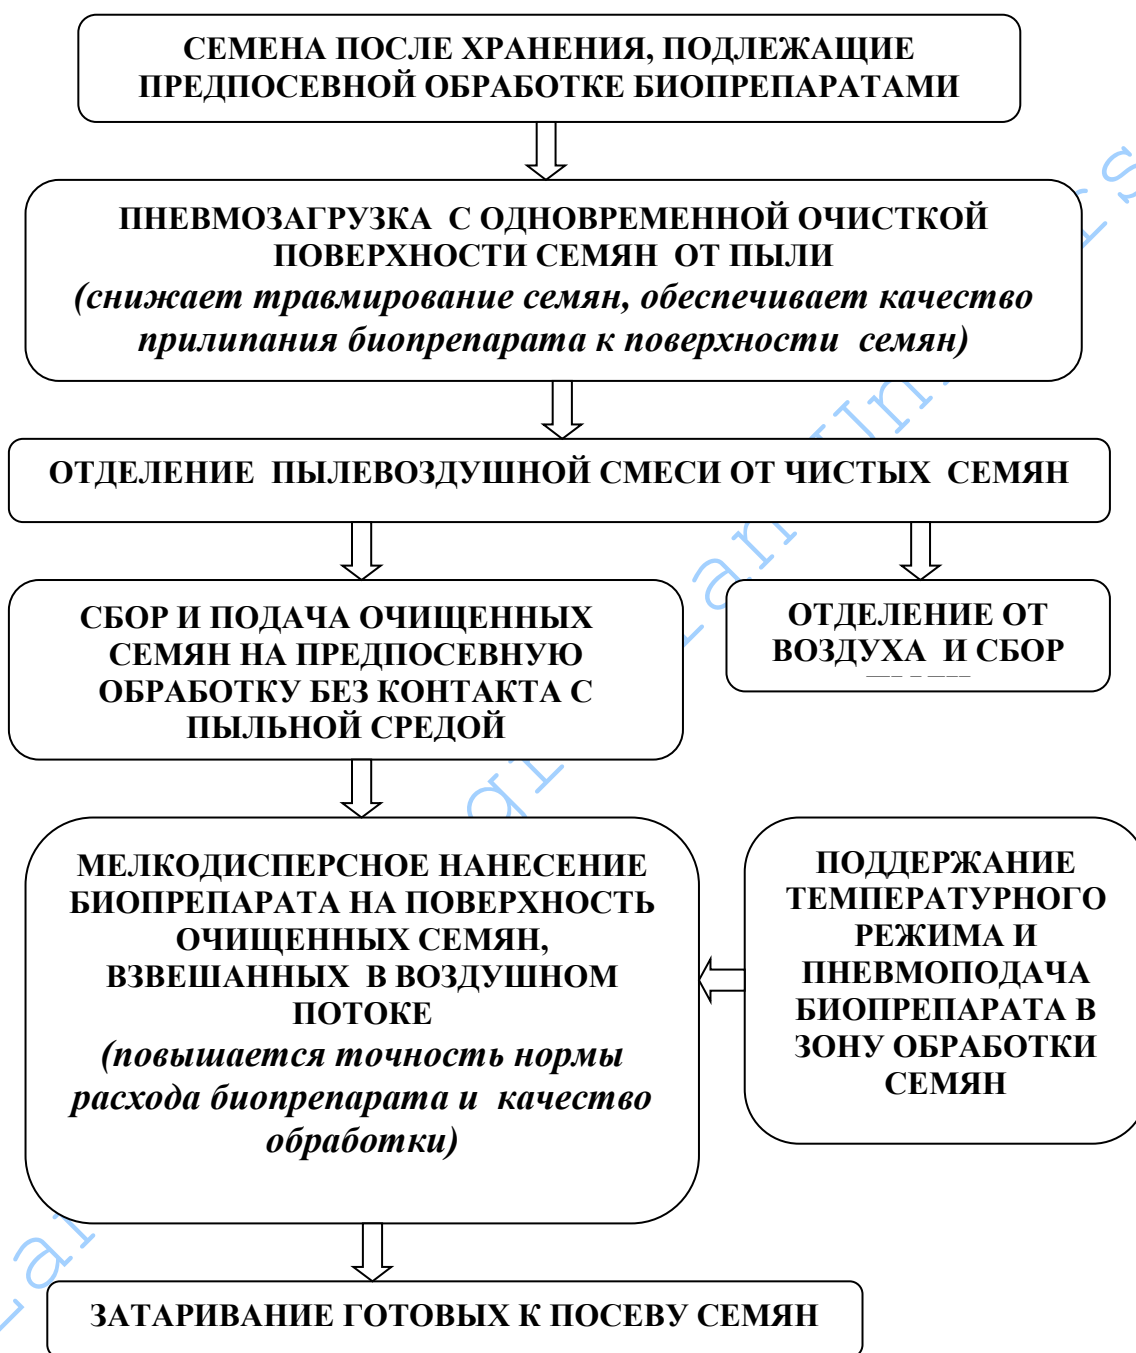 СЕМЕНА ПОСЛЕ ХРАНЕНИЯ, ПОДЛЕЖАЩИЕ
ПРЕДПОСЕВНОЙ ОБРАБОТКЕ БИОПРЕПАРАТАМИ
ПНЕВМОЗАГРУЗКА С ОДНОВРЕМЕННОЙ ОЧИСТКОЙ
ПОВЕРХНОСТИ СЕМЯН ОТ ПЫЛИ
(снижает травмирование семян, обеспечивает качество
прилипания биопрепарата к поверхности семян)
ОТДЕЛЕНИЕ ПЫЛЕВОЗДУШНОЙ СМЕСИ ОТ ЧИСТЫХ СЕМЯН
СБОР И ПОДАЧА ОЧИЩЕННЫХ
СЕМЯН НА ПРЕДПОСЕВНУЮ
ОБРАБОТКУ БЕЗ КОНТАКТА С
ПЫЛЬНОЙ СРЕДОЙ
ОТДЕЛЕНИЕ ОТ
ВОЗДУХА И СБОР
МЕЛКОДИСПЕРСНОЕ НАНЕСЕНИЕ
БИОПРЕПАРАТА НА ПОВЕРХНОСТЬ
ОЧИЩЕННЫХ СЕМЯН,
ВЗВЕШАННЫХ В ВОЗДУШНОМ
ПОТОКЕ
(повышается точность нормы
расхода биопрепарата и качество
обработки)
ПОДДЕРЖАНИЕ
ТЕМПЕРАТУРНОГО
РЕЖИМА И
ПНЕВМОПОДАЧА
БИОПРЕПАРАТА В
ЗОНУ ОБРАБОТКИ
СЕМЯН
ЗАТАРИВАНИЕ ГОТОВЫХ К ПОСЕВУ СЕМЯН